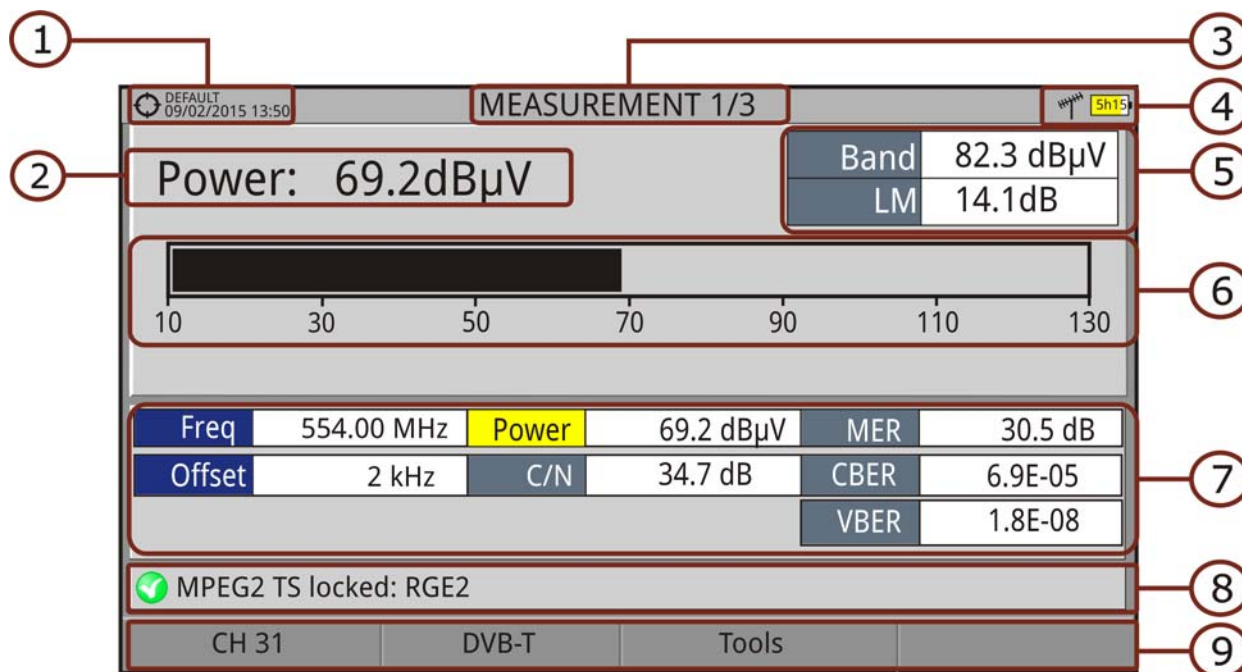 1
3
DEFAULT
09/02/2015 13:50
MEASUREMENT 1/3
5h15
4
2
Power: 69.2dBµV
Band 82.3 dBµV
LM 14.1dB
5
6
10 30 50 70 90 110 130
Freq 554.00 MHz Power 69.2 dBµV MER 30.5 dB
Offset 2 kHz C/N 34.7 dB CBER 6.9E-05
7
VBER 1.8E-08
MPEG2 TS locked: RGE2
8
CH 31 DVB-T Tools
9